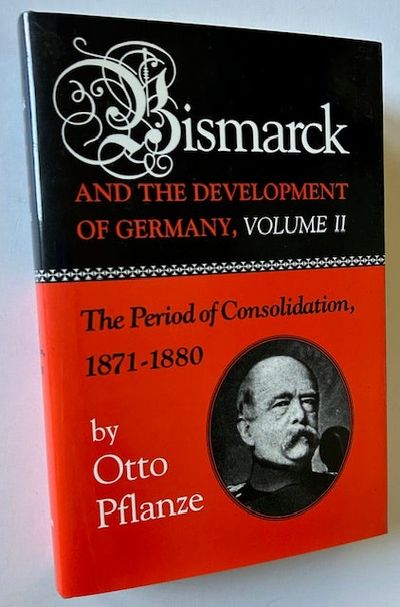 Bismarck
AND THE DEVELOPMENT
OF GERMANY, VOLUME II
The Period of Consolidation,
1871-1880
by
Otto
Pflanze